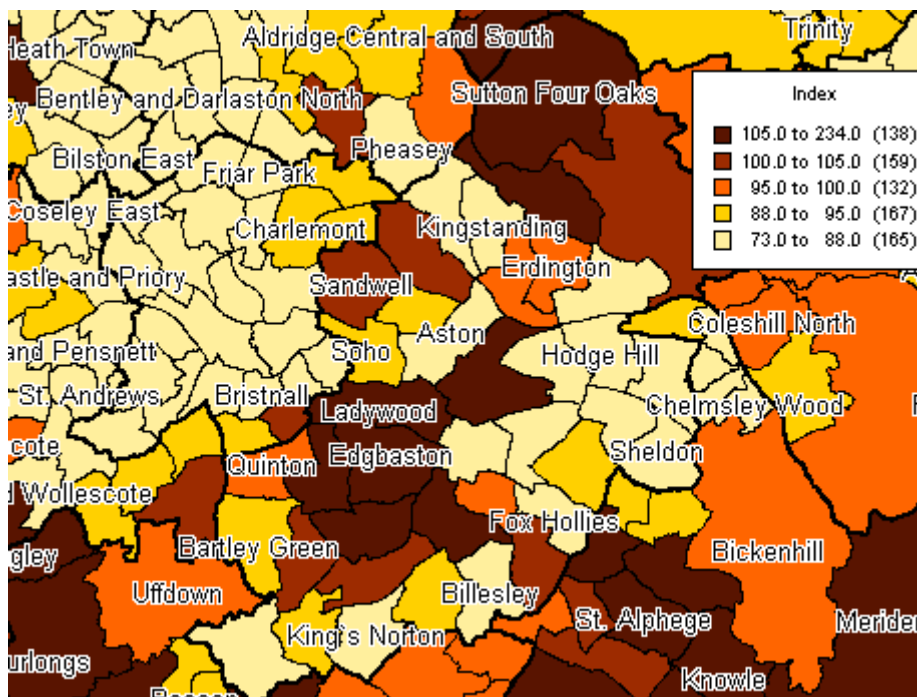 Heath Town
Aldridge Central and South
Trinity
Bentley and Darlaston North
Sutton Four Oaks
Index
105.0 to 234.0 (138)
100.0 to 105.0 (159)
95.0 to 100.0 (132)
88.0 to 95.0 (167)
73.0 to 88.0 (165)
ey
Bilston East
Pheasey
Friar Park
Coseley East
Charlemont
Kingstanding
Erdington
astle and Priory
Sandwell
Coleshill North
and Pensnett
Soho
Aston
Hodge Hill
St. Andrews
Bristnall
Ladywood
Chelmsley Wood
cote
Quinton
Edgbaston
Sheldon
d Wollescote
Fox Hollies
gley
Bartley Green
Bickenhill
Uffdown
Billesley
St. Alphege
Meriden
King's Norton
urlongs
Knowle